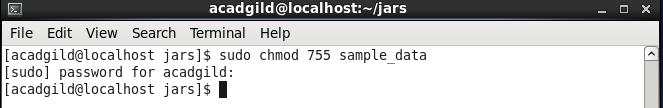 acadgild@localhost:~/jars
File Edit View Search Terminal Help
[acadgild@localhost jars]$ sudo chmod 755 sample_data
[sudo] password for acadgild:
[acadgild@localhost jars]$